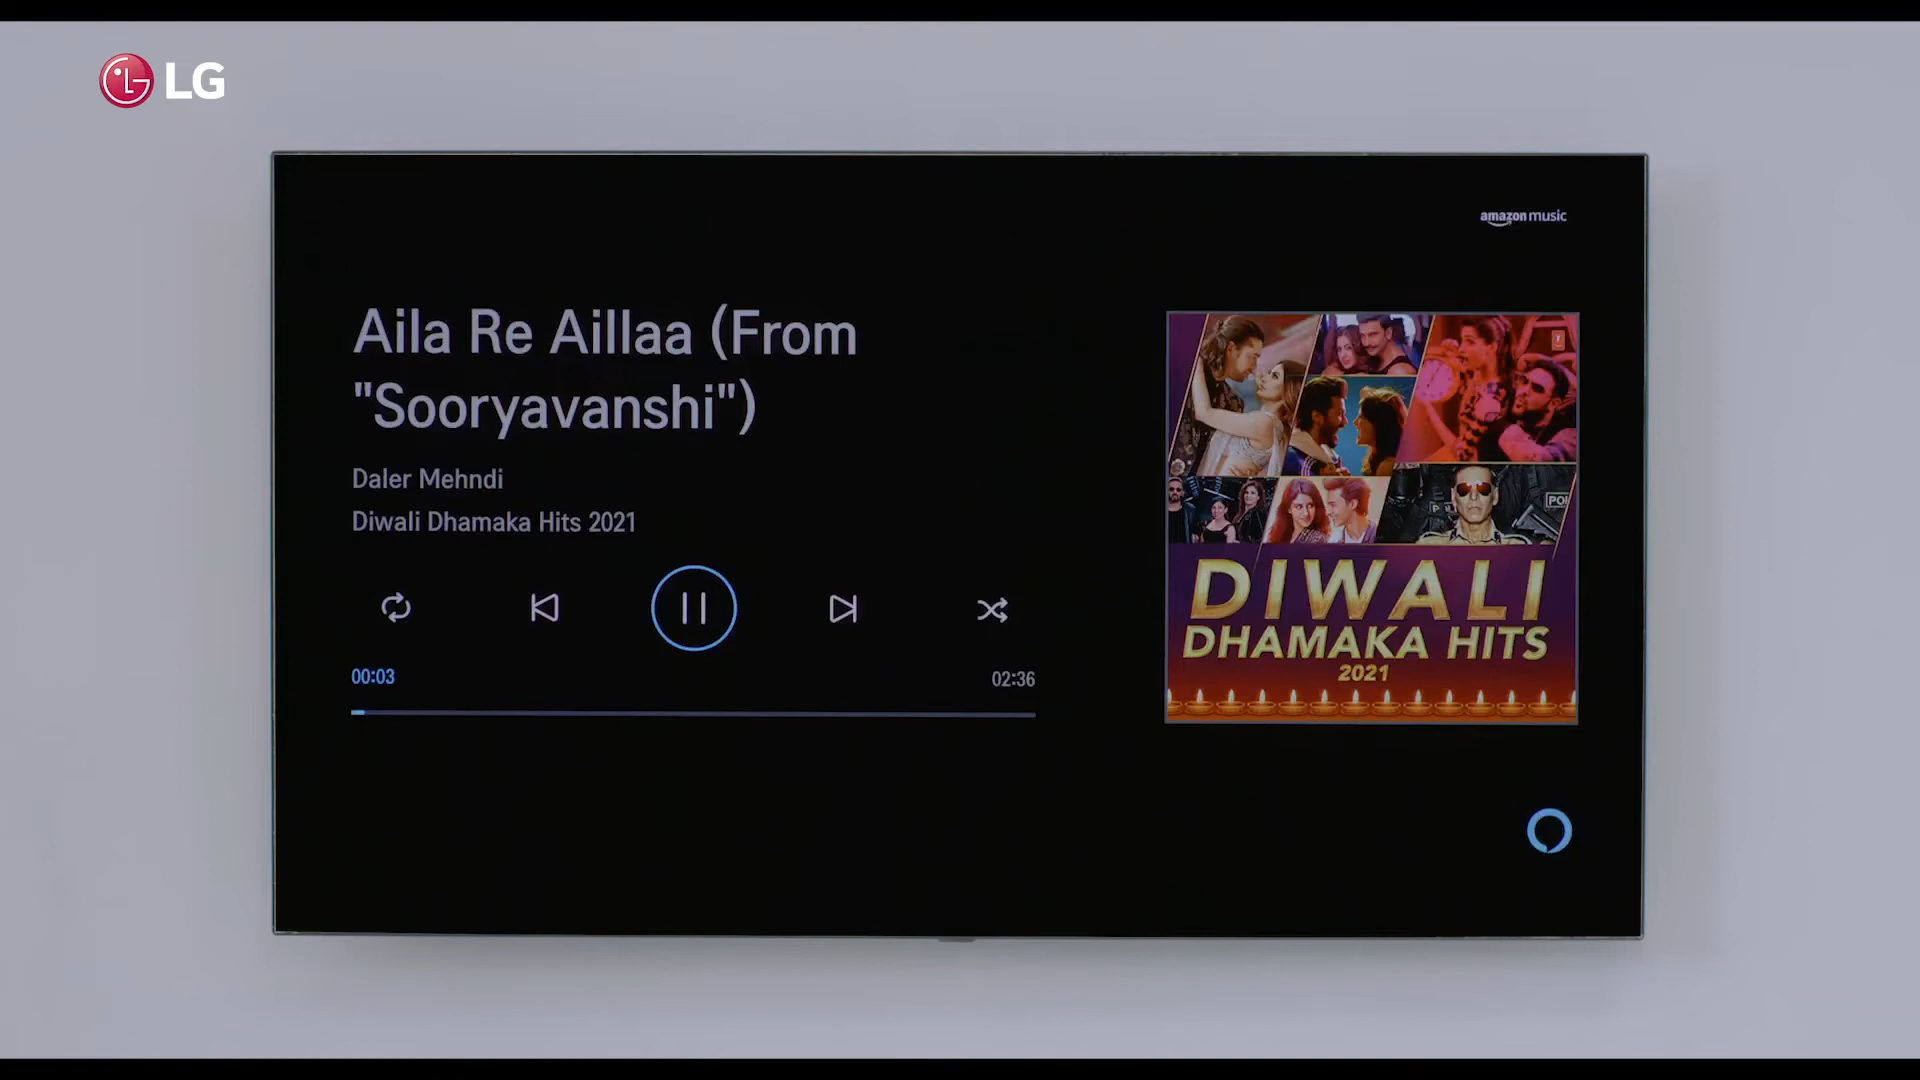 LG
amazon music
Aila Re Aillaa (From
"Sooryavanshi")
Daler Mehndi
Diwali Dhamaka Hits 2021
00:03
02:36
DIWALI
DHAMAKA HITS
2021